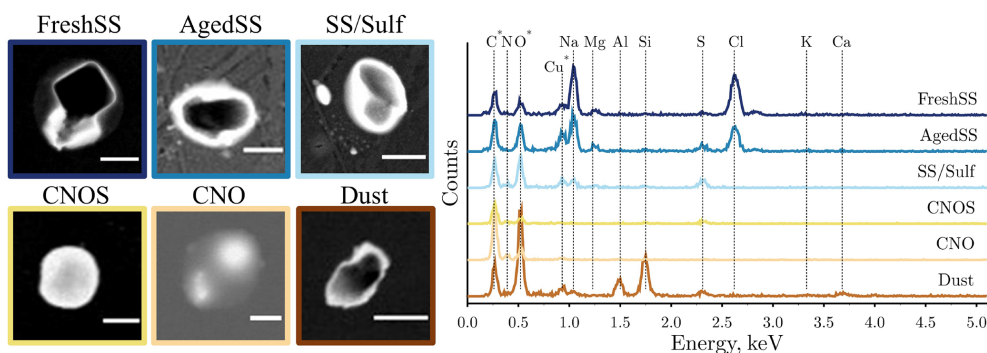 FreshSS AgedSS SS/Sulf
CNOS CNO Dust
C* N O* Na Mg Al Si S Cl K Ca
Cu*
FreshSS
AgedSS
SS/Sulf
CNOS
CNO
Dust
Counts
0.0 0.5 1.0 1.5 2.0 2.5 3.0 3.5 4.0 4.5 5.0
Energy, keV